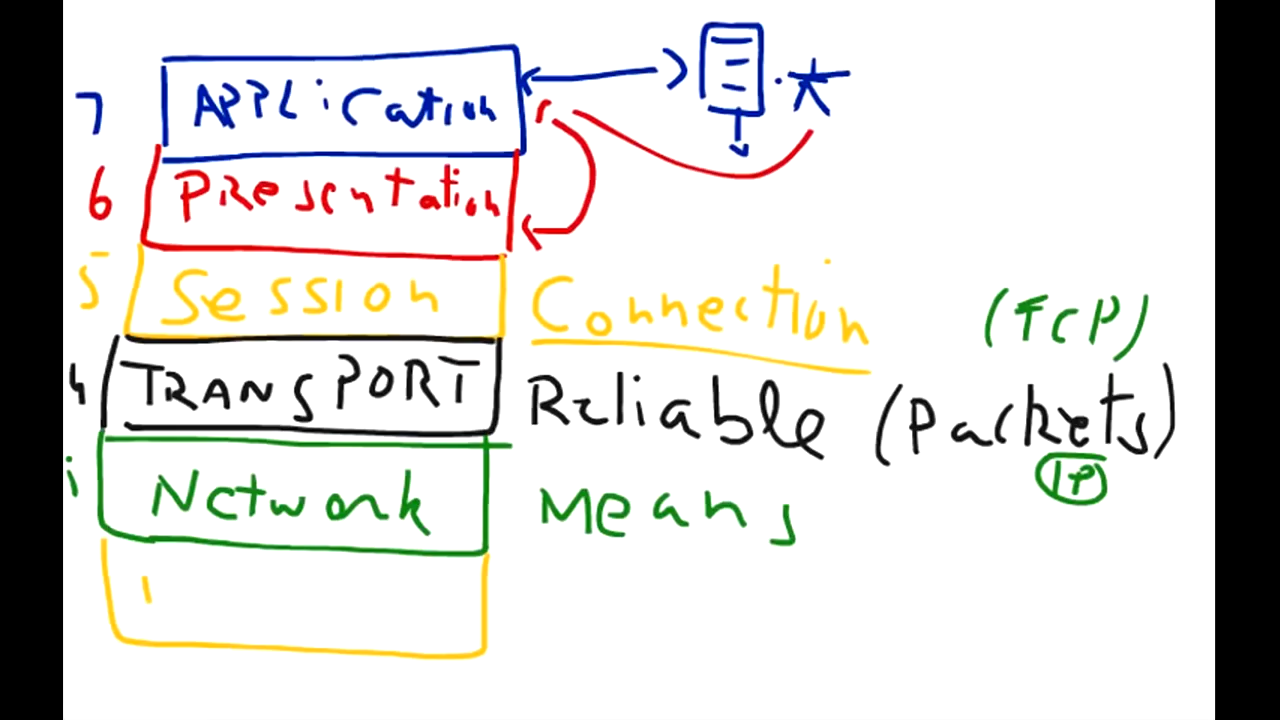 7 APPLication
6 PResentation
5 Session Connection (TCP)
4 TRANSPORT Reliable (Packets)
IP
Network Means